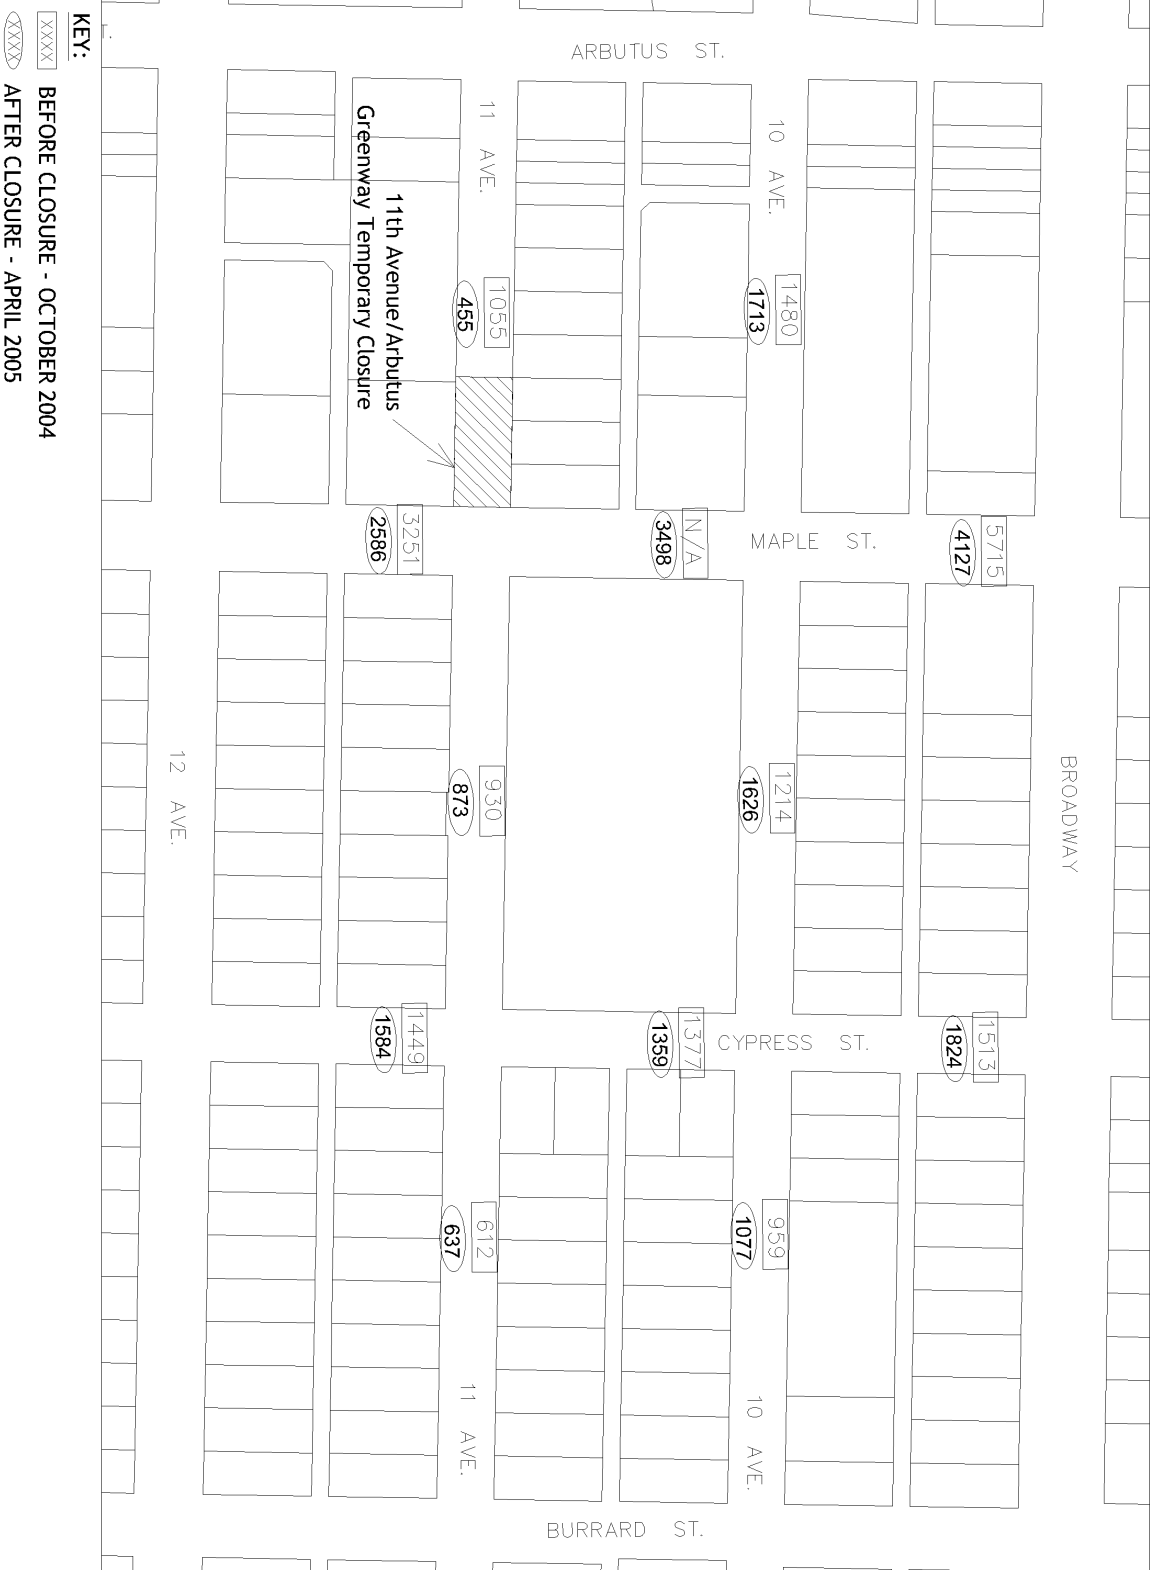 KEY:
XXXX BEFORE CLOSURE - OCTOBER 2004
XXXX AFTER CLOSURE - APRIL 2005
ARBUTUS ST.
11 AVE.
10 AVE.
11th Avenue/Arbutus
Greenway Temporary Closure
1055
455
1480
1713
3251
2586
N/A
3498
MAPLE ST.
5715
4127
12 AVE.
930
873
1214
1626
BROADWAY
1449
1584
1377
1359
CYPRESS ST.
1513
1824
612
637
959
1077
11 AVE.
10 AVE.
BURRARD ST.